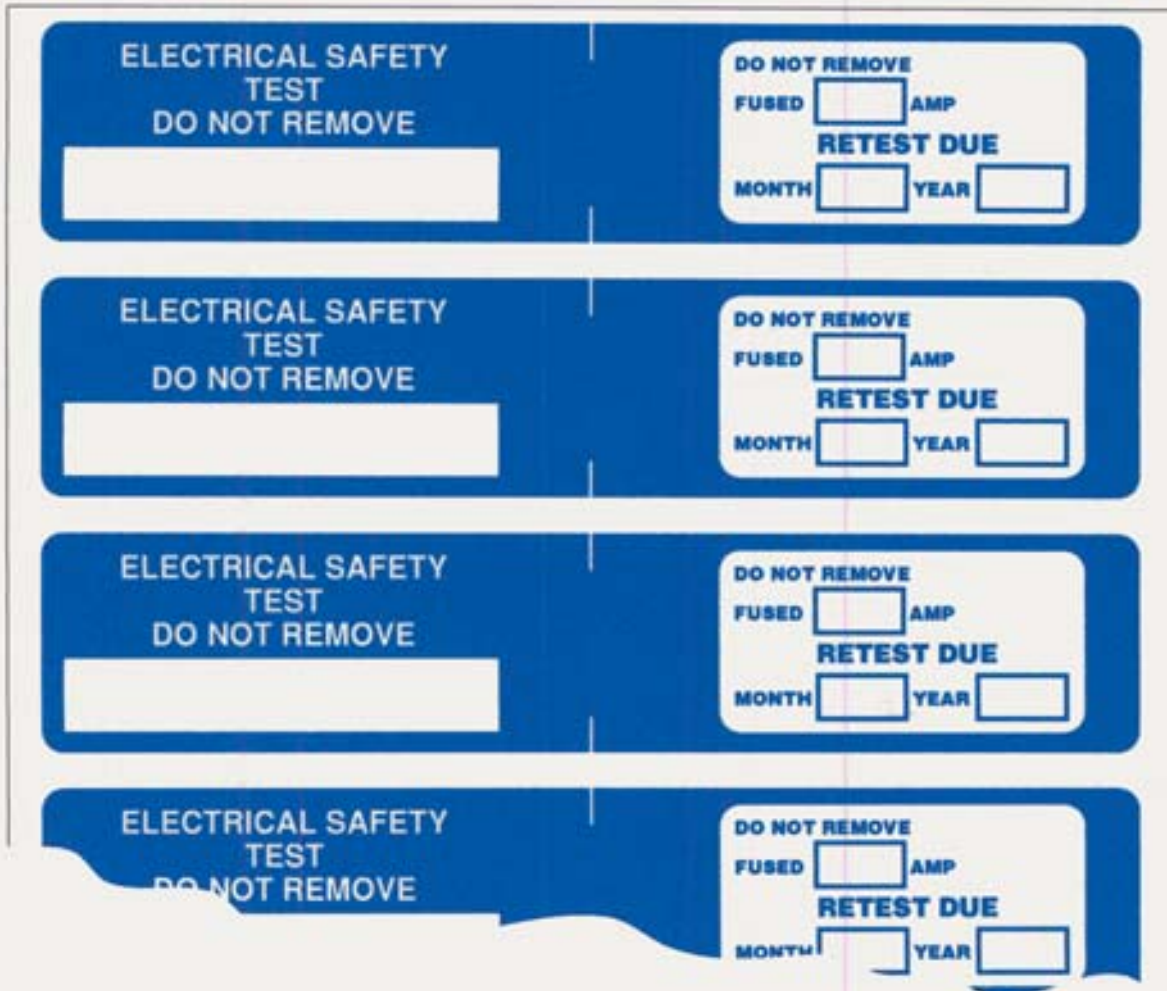 ELECTRICAL SAFETY
TEST
DO NOT REMOVE
DO NOT REMOVE
FUSED AMP
RETEST DUE
MONTH YEAR
ELECTRICAL SAFETY
TEST
DO NOT REMOVE
DO NOT REMOVE
FUSED AMP
RETEST DUE
MONTH YEAR
ELECTRICAL SAFETY
TEST
DO NOT REMOVE
DO NOT REMOVE
FUSED AMP
RETEST DUE
MONTH YEAR
ELECTRICAL SAFETY
TEST
DO NOT REMOVE
DO NOT REMOVE
FUSED AMP
RETEST DUE
MONTH YEAR